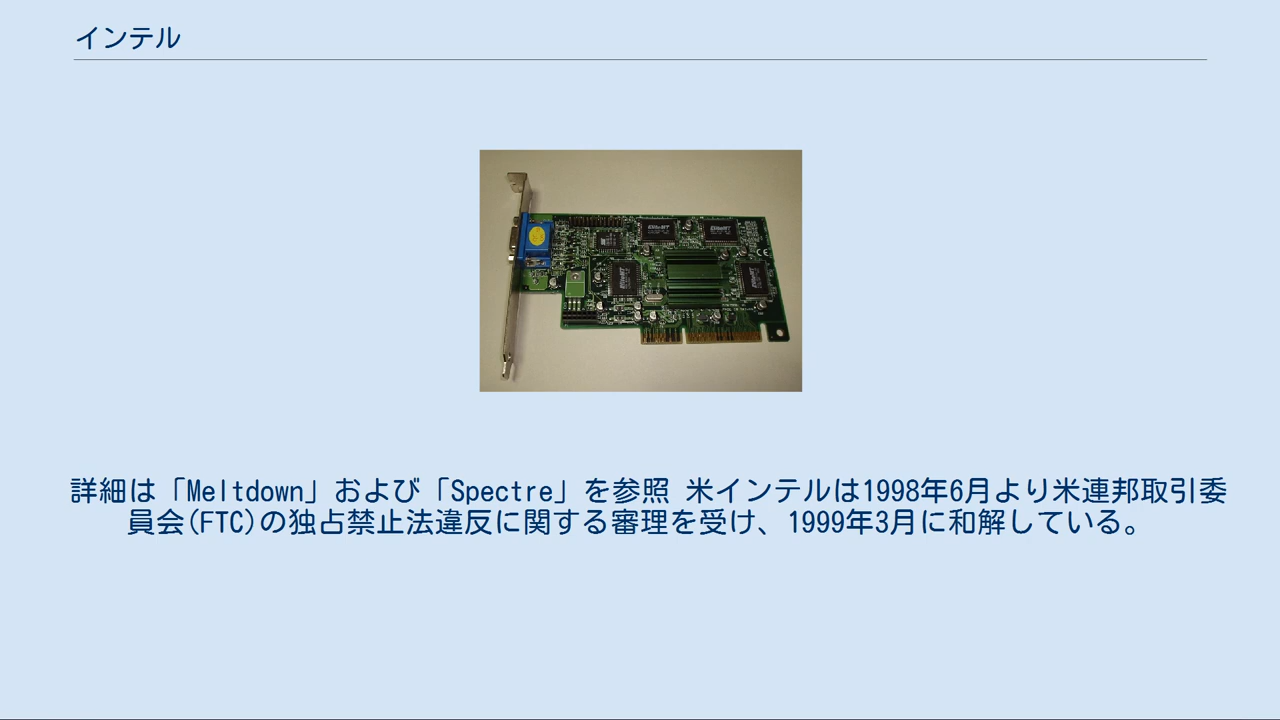 インテル
EliteMT
EliteMT
詳細は「Meltdown」および「Spectre」を参照 米インテルは1998年6月より米連邦取引委
員会(FTC)の独占禁止法違反に関する審理を受け、1999年3月に和解している。